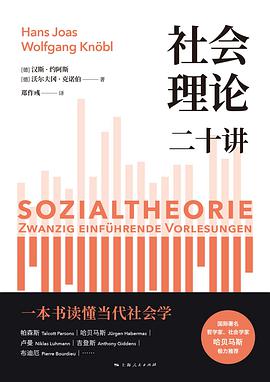 Hans Joas
Wolfgang Knöbl
[德] 汉斯·约阿斯
[德] 沃尔夫冈·克诺伯 —— 著
郑作彧 —— 译
社会
理论
二十讲
SOZIALTHEORIE
ZWANZIG EINFÜHRENDE VORLESUNGEN
一本书读懂当代社会学
帕森斯 Talcott Parsons | 哈贝马斯 Jürgen Habermas |
卢曼 Niklas Luhmann | 吉登斯 Anthony Giddens |
布迪厄 Pierre Bourdieu | ……
国际著名
哲学家、社会学家
哈贝马斯
极力推荐
上海人民出版社